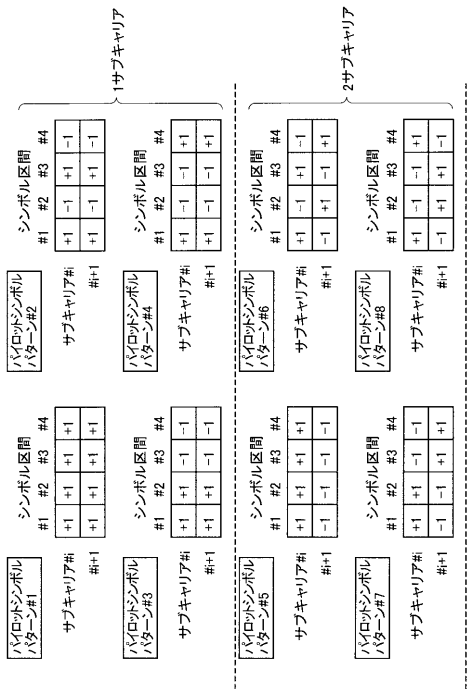 パイロットシンボル
パターン#1
シンボル区間
#1 #2 #3 #4
サブキャリア#i +1 +1 +1 +1
#i+1 +1 +1 +1 +1
パイロットシンボル
パターン#2
シンボル区間
#1 #2 #3 #4
サブキャリア#i +1 -1 +1 -1
#i+1 +1 -1 +1 -1
パイロットシンボル
パターン#3
シンボル区間
#1 #2 #3 #4
サブキャリア#i +1 +1 -1 -1
#i+1 +1 +1 -1 -1
パイロットシンボル
パターン#4
シンボル区間
#1 #2 #3 #4
サブキャリア#i +1 -1 -1 +1
#i+1 +1 -1 -1 +1
1サブキャリア
パイロットシンボル
パターン#5
シンボル区間
#1 #2 #3 #4
サブキャリア#i +1 +1 +1 +1
#i+1 -1 -1 -1 -1
パイロットシンボル
パターン#6
シンボル区間
#1 #2 #3 #4
サブキャリア#i +1 -1 +1 -1
#i+1 -1 +1 -1 +1
パイロットシンボル
パターン#7
シンボル区間
#1 #2 #3 #4
サブキャリア#i +1 +1 -1 -1
#i+1 -1 -1 +1 +1
パイロットシンボル
パターン#8
シンボル区間
#1 #2 #3 #4
サブキャリア#i +1 -1 -1 +1
#i+1 -1 +1 +1 -1
2サブキャリア